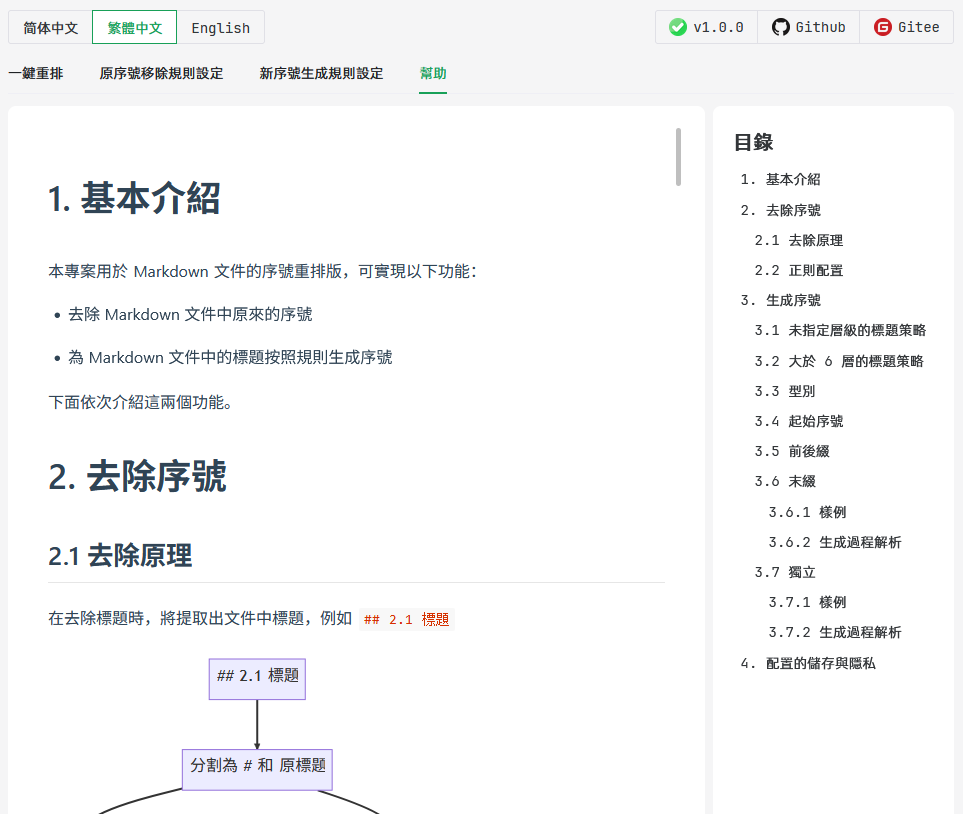 简体中文 繁體中文 English v1.0.0 Github Gitee
一鍵重排 原序號移除規則設定 新序號生成規則設定 幫助
1. 基本介紹
本專案用於 Markdown 文件的序號重排版，可實現以下功能：
• 去除 Markdown 文件中原來的序號
• 為 Markdown 文件中的標題按照規則生成序號
下面依次介紹這兩個功能。
2. 去除序號
2.1 去除原理
在去除標題時，將提取出文件中標題，例如 ## 2.1 標題
## 2.1 標題
分割為 # 和 原標題
目錄
1. 基本介紹
2. 去除序號
2.1 去除原理
2.2 正則配置
3. 生成序號
3.1 未指定層級的標題策略
3.2 大於 6 層的標題策略
3.3 型別
3.4 起始序號
3.5 前後綴
3.6 末綴
3.6.1 樣例
3.6.2 生成過程解析
3.7 獨立
3.7.1 樣例
3.7.2 生成過程解析
4. 配置的儲存與隱私